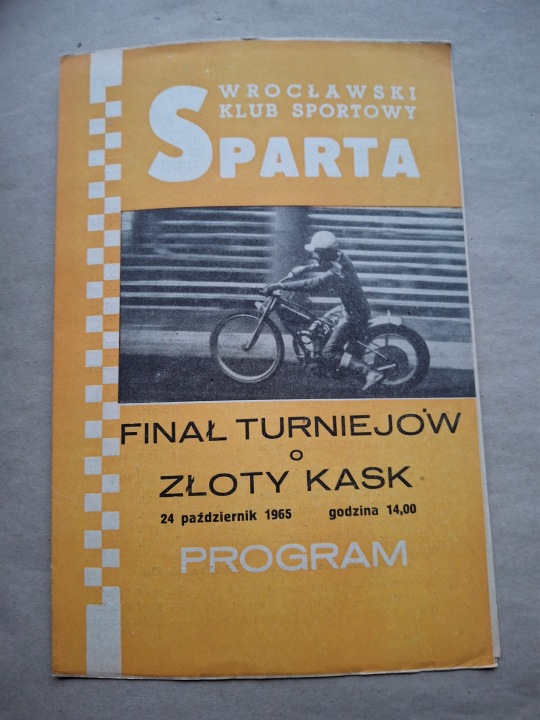 WROCŁAWSKI
KLUB SPORTOWY
SPARTA
FINAŁ TURNIEJÓW
o
ZŁOTY KASK
24 październik 1965 godzina 14,00
PROGRAM